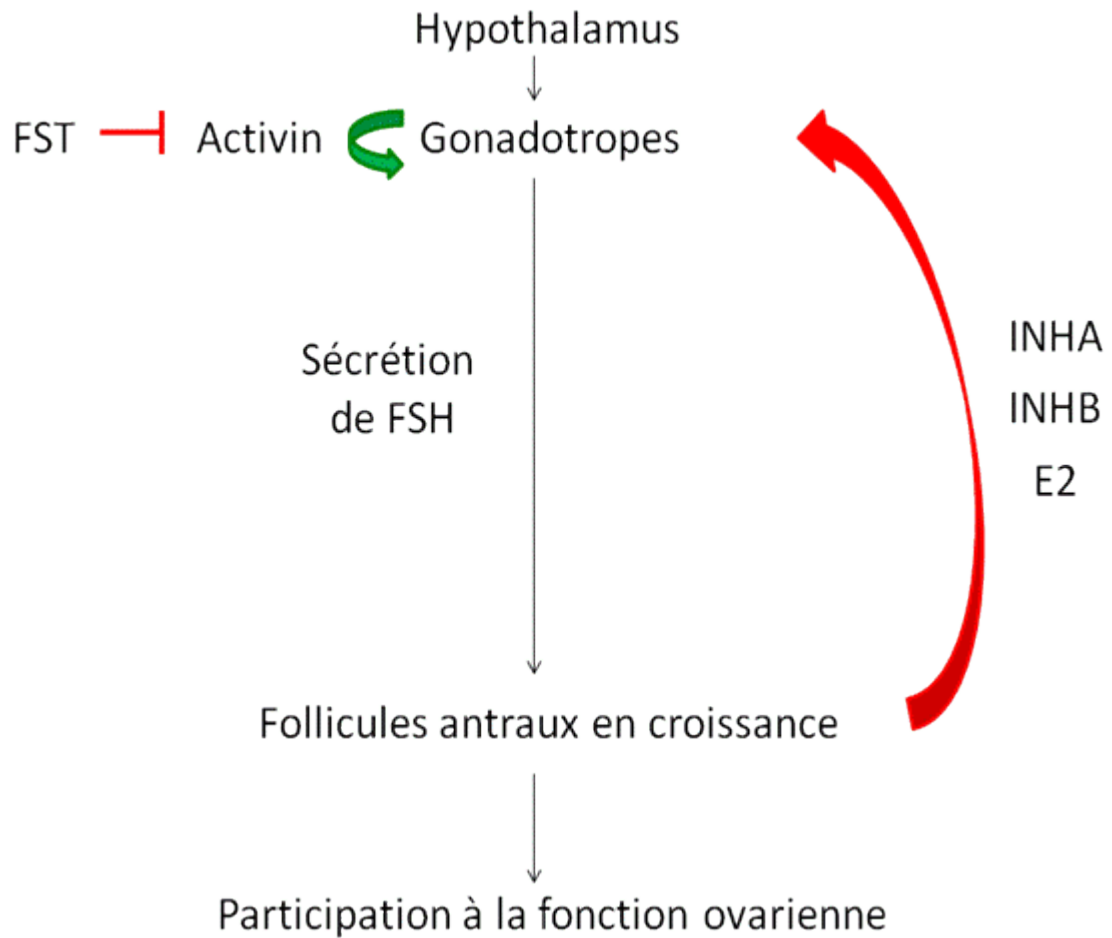 Hypothalamus
FST Activin Gonadotropes
INHA
Sécrétion
de FSH
INHB
E2
Follicules antraux en croissance
Participation à la fonction ovarienne